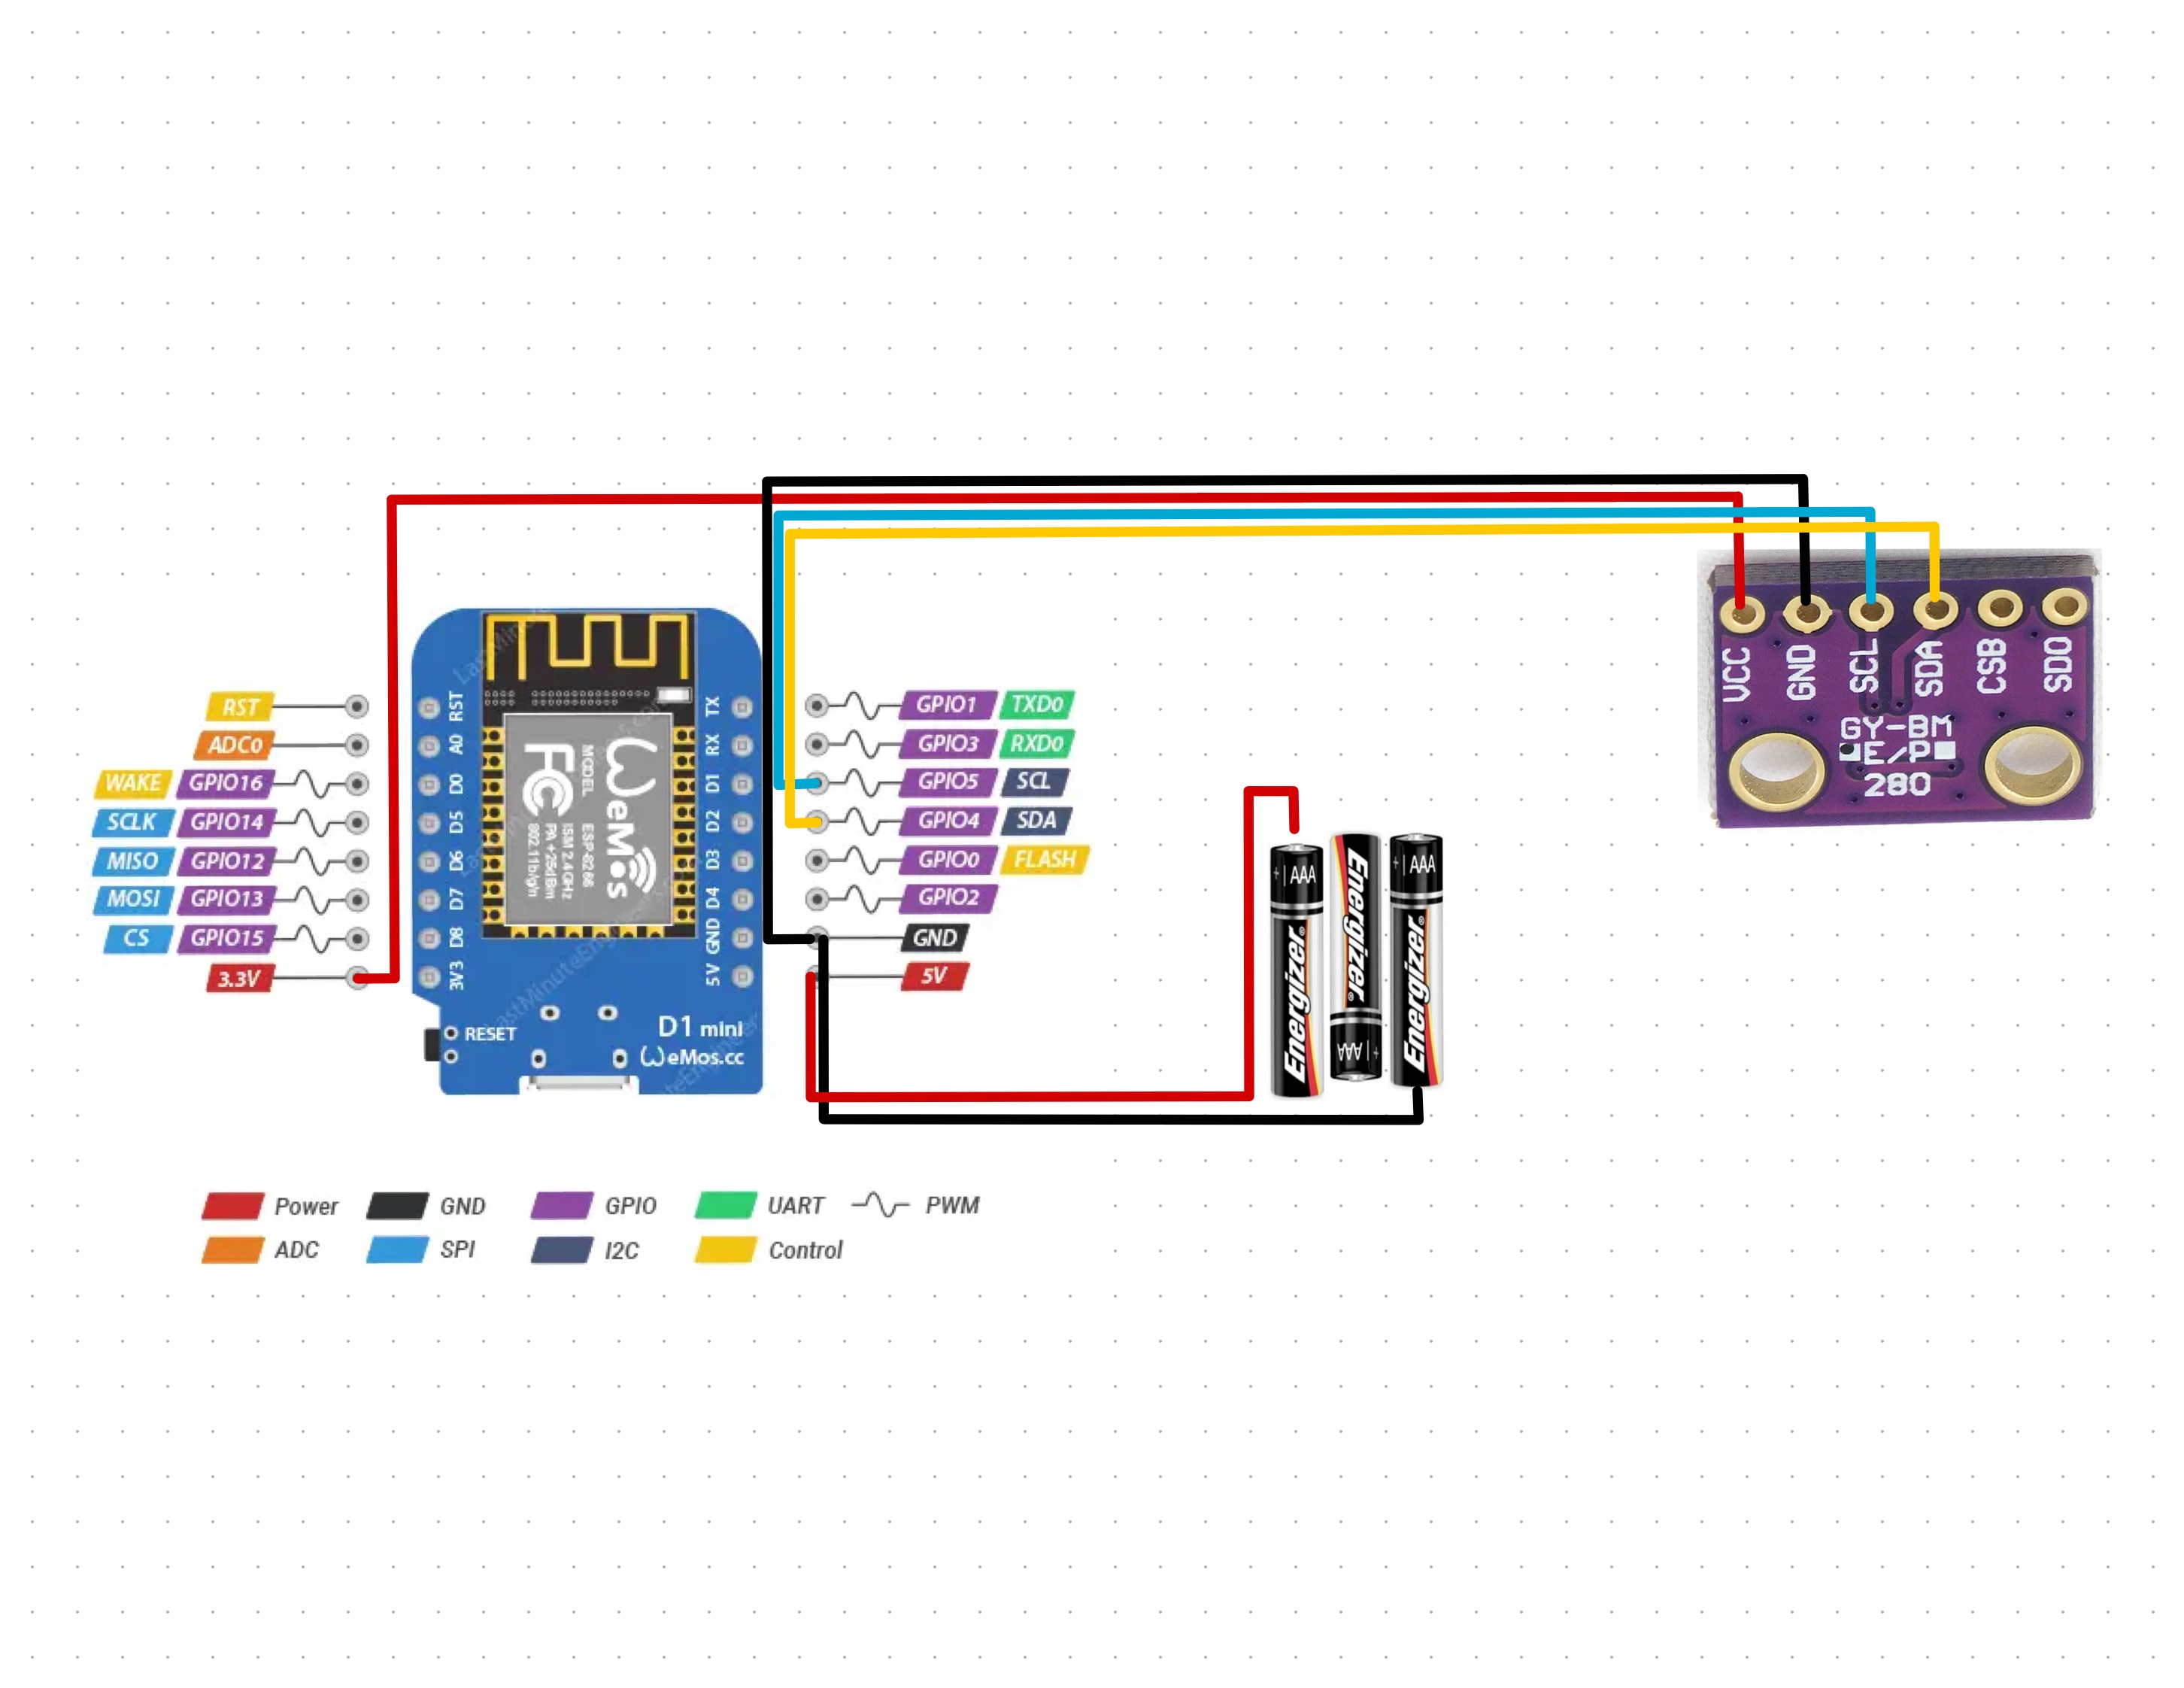 RST
ADC0
WAKE GPIO16
SCLK GPIO14
MISO GPIO12
MOSI GPIO13
CS GPIO15
3.3V
RST
A0
D0
D5
D6
D7
D8
3V3
RESET
WeMos
FC
MODEL ESP-8266
ISM 2.4GHz
PA +25dBm
802.11b/g/n
TX
RX
D1
D2
D3
D4
GND
5V
D1 mini
WeMos.cc
GPIO1 TXD0
GPIO3 RXD0
GPIO5 SCL
GPIO4 SDA
GPIO0 FLASH
GPIO2
GND
5V
+ | AAA
Energizer®
Energizer®
+ | AAA
+ | AAA
Energizer®
VCC
GND
SCL
SDA
CSB
SDO
GY-BM
E/P
280
Power GND GPIO UART PWM
ADC SPI I2C Control